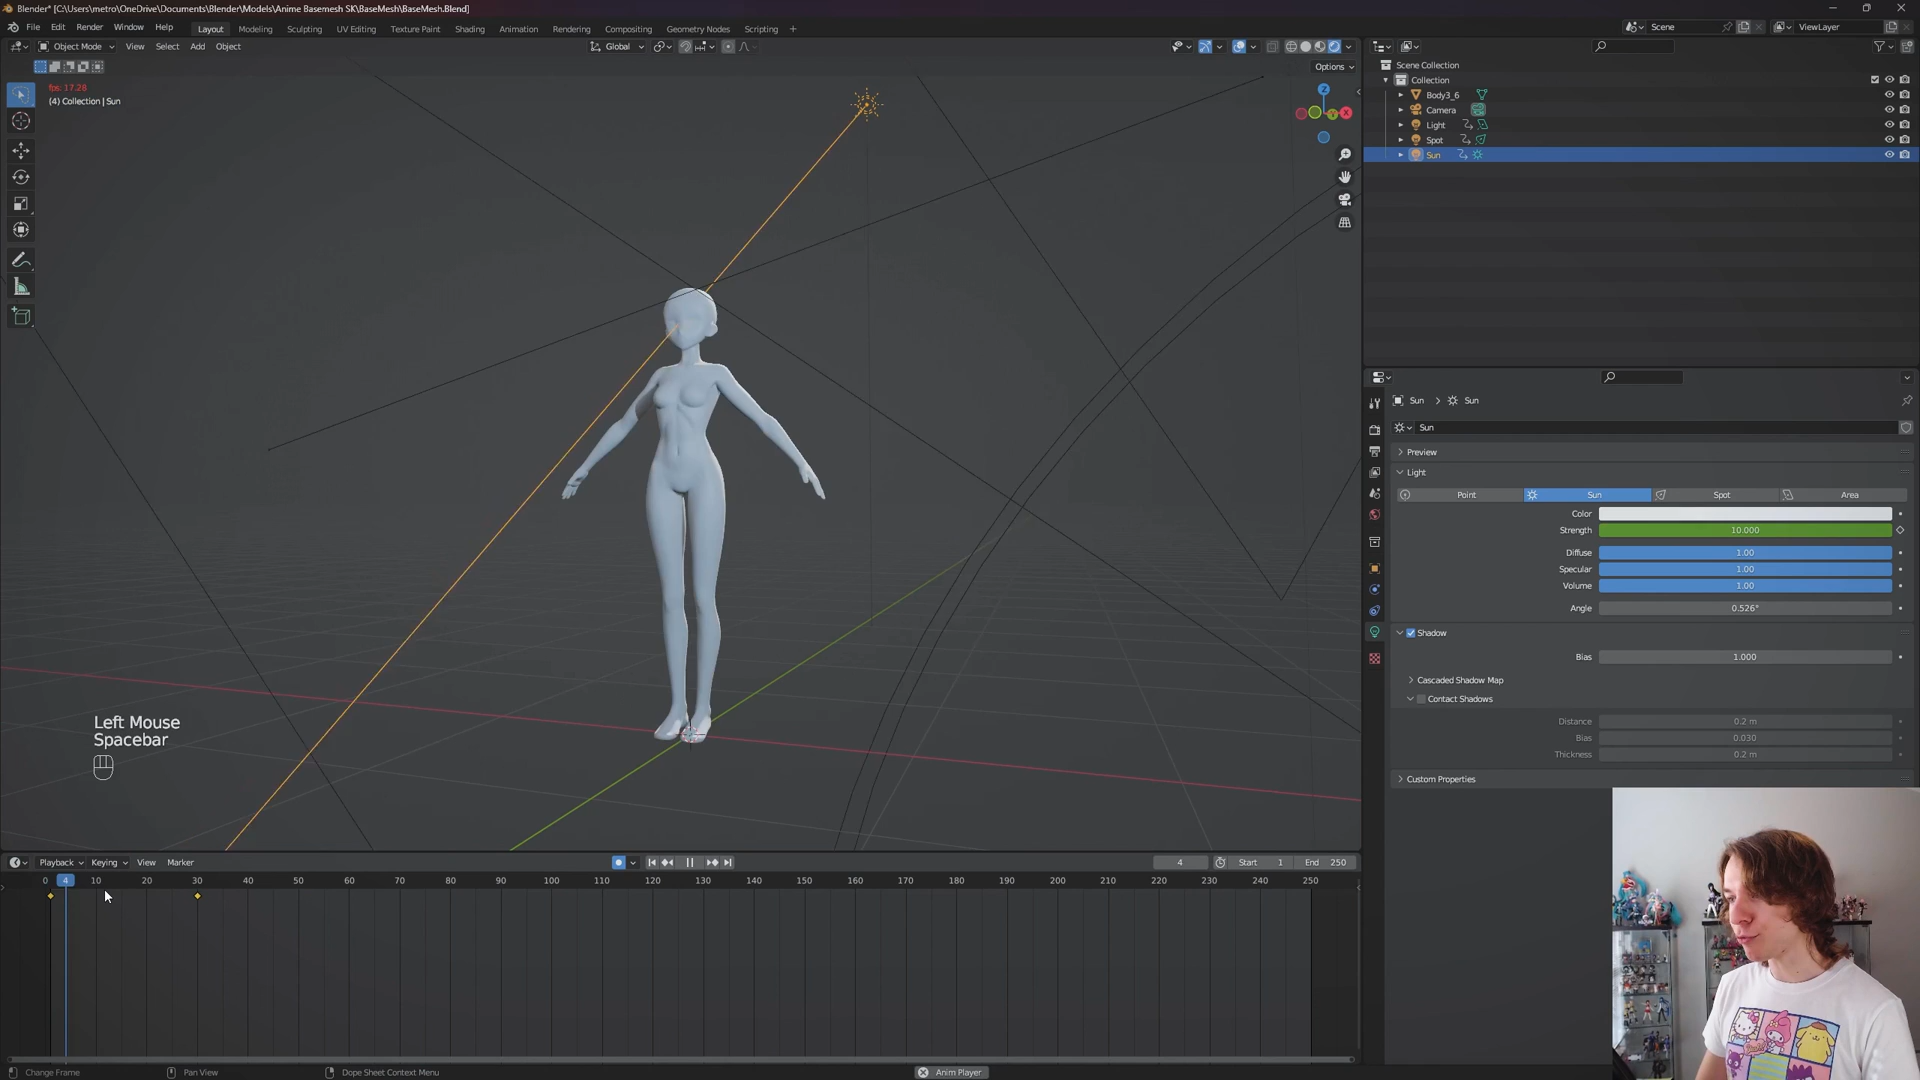 Blender* [C:\Users\metro\OneDrive\Documents\Blender\Models\Anime Basemesh SK\BaseMesh\BaseMesh.Blend]
File Edit Render Window Help Layout Modeling Sculpting UV Editing Texture Paint Shading Animation Rendering Compositing Geometry Nodes Scripting + Scene ViewLayer
Object Mode View Select Add Object Global
Options
fps: 17.28
(4) Collection | Sun
Z
Y
X
Scene Collection
Collection
Body3_6
Camera
Light
Spot
Sun
Sun > Sun
Sun
Preview
Light
Point Sun Spot Area
Color
Strength 10.000
Diffuse 1.00
Specular 1.00
Volume 1.00
Angle 0.526°
Shadow
Bias 1.000
Cascaded Shadow Map
Contact Shadows
Distance 0.2 m
Bias 0.030
Thickness 0.2 m
Custom Properties
Left Mouse
Spacebar
Playback Keying View Marker 4 Start 1 End 250
0 4 10 20 30 40 50 60 70 80 90 100 110 120 130 140 150 160 170 180 190 200 210 220 230 240 250
Change Frame Pan View Dope Sheet Context Menu Anim Player